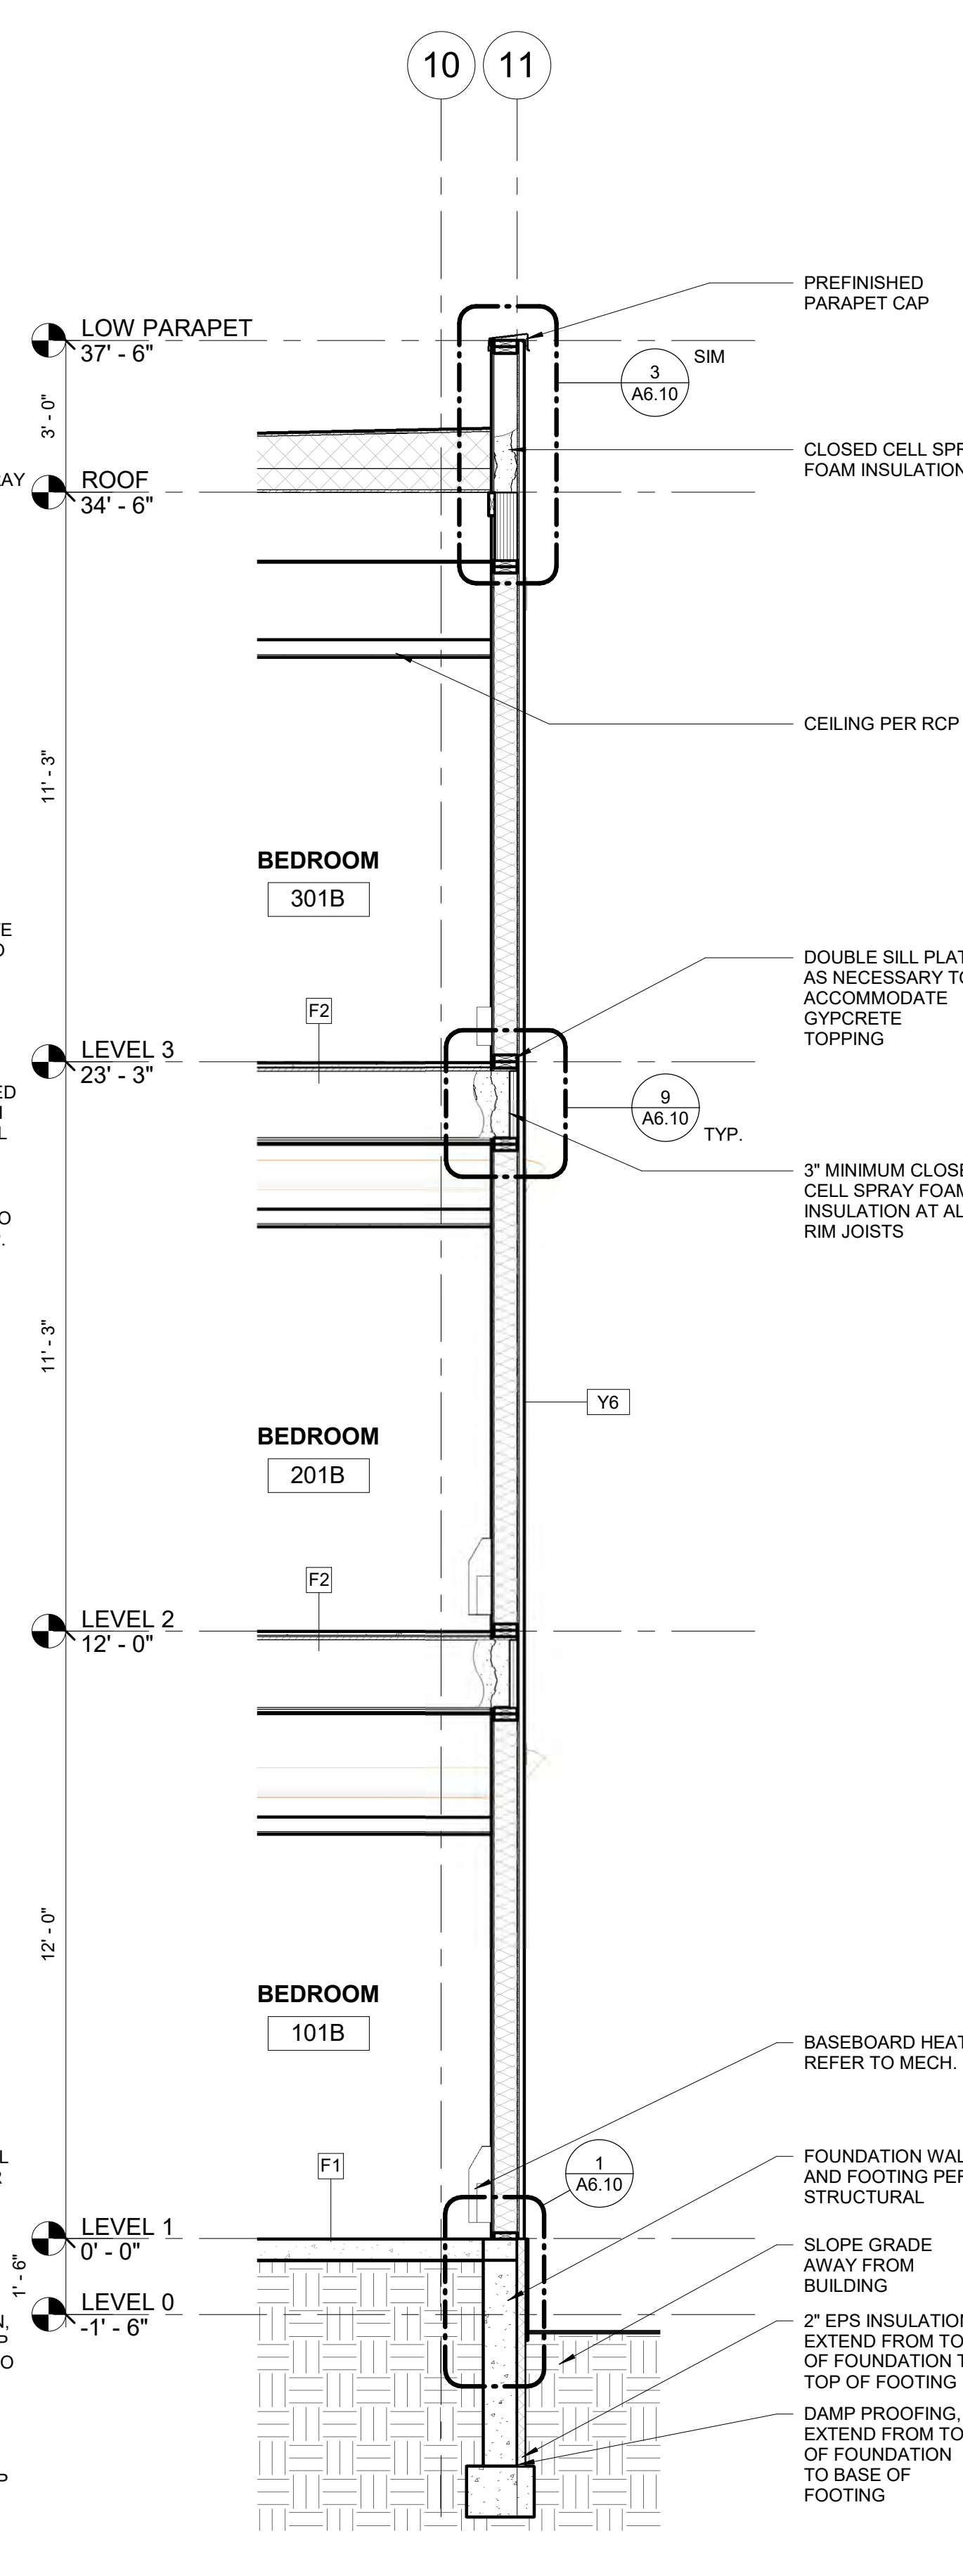 10 11
PREFINISHED
PARAPET CAP
LOW PARAPET
37' - 6"
SIM
3
A6.10
3' - 0"
CLOSED CELL SPR
FOAM INSULATION
RAY
ROOF
34' - 6"
CEILING PER RCP
11' - 3"
BEDROOM
301B
DOUBLE SILL PLAT
AS NECESSARY TO
ACCOMMODATE
GYPCRETE
TOPPING
F2
LEVEL 3
23' - 3"
9
A6.10
TYP.
3" MINIMUM CLOSE
CELL SPRAY FOAM
INSULATION AT AL
RIM JOISTS
11' - 3"
Y6
BEDROOM
201B
F2
LEVEL 2
12' - 0"
12' - 0"
BEDROOM
101B
BASEBOARD HEAT
REFER TO MECH.
F1
1
A6.10
FOUNDATION WAL
AND FOOTING PER
STRUCTURAL
LEVEL 1
0' - 0"
SLOPE GRADE
AWAY FROM
BUILDING
1' - 6"
LEVEL 0
-1' - 6"
2" EPS INSULATION
EXTEND FROM TO
OF FOUNDATION T
TOP OF FOOTING
DAMP PROOFING,
EXTEND FROM TO
OF FOUNDATION
TO BASE OF
FOOTING